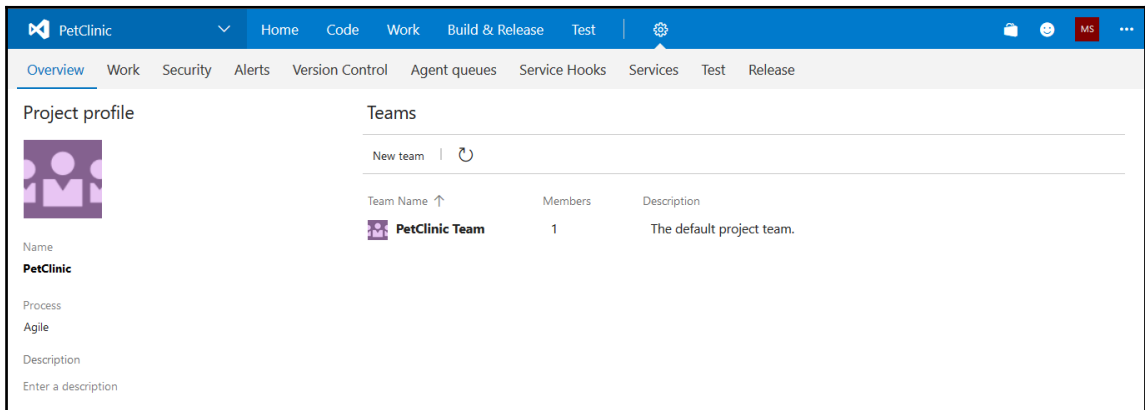 PetClinic Home Code Work Build & Release Test MS
Overview Work Security Alerts Version Control Agent queues Service Hooks Services Test Release
Project profile
Teams
New team
Team Name Members Description
PetClinic Team 1 The default project team.
Name
PetClinic
Process
Agile
Description
Enter a description